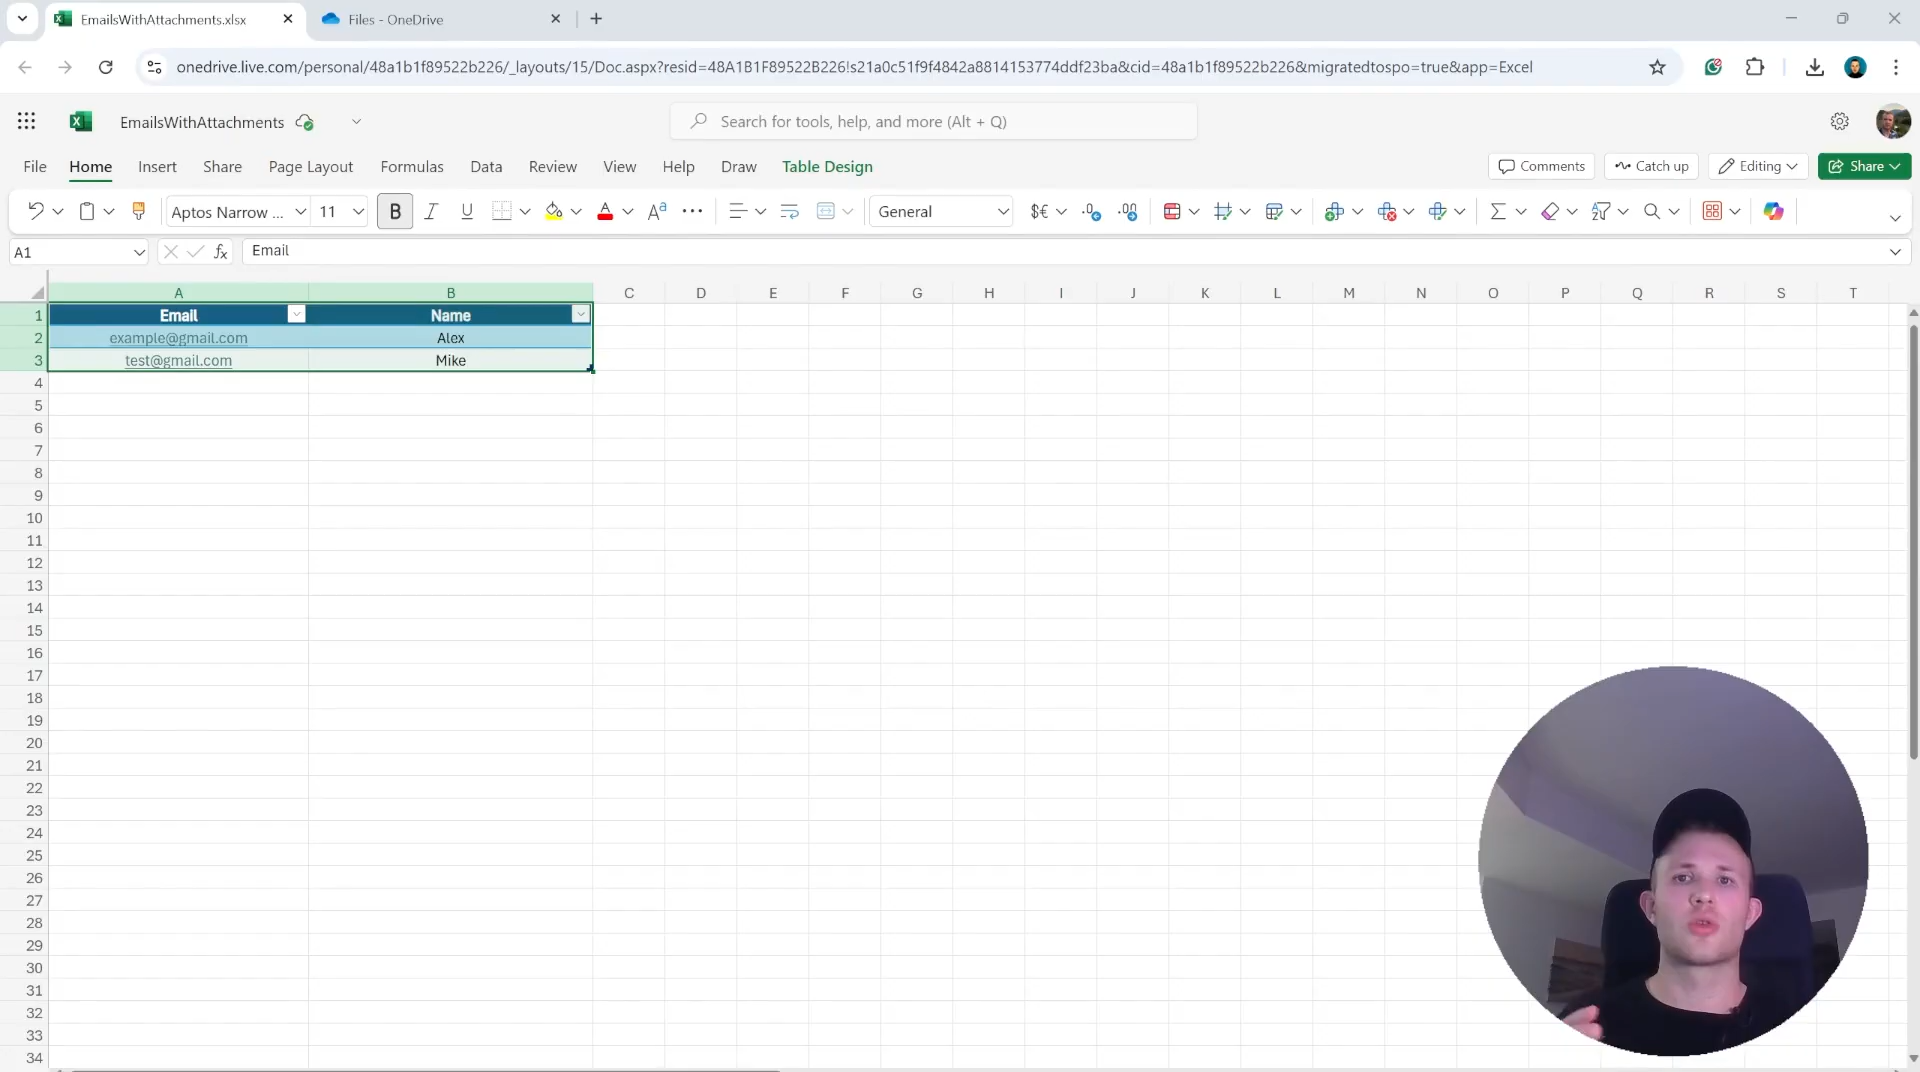 EmailsWithAttachments.xlsx
Files - OneDrive
onedrive.live.com/personal/48a1b1f89522b226/_layouts/15/Doc.aspx?resid=48A1B1F89522B226!s21a0c51f9f4842a8814153774ddf23ba&cid=48a1b1f89522b226&migratedtospo=true&app=Excel
EmailsWithAttachments
Search for tools, help, and more (Alt + Q)
File Home Insert Share Page Layout Formulas Data Review View Help Draw Table Design
Comments Catch up Editing Share
Aptos Narrow ... 11 B I U General
A1 fx Email
A B C D E F G H I J K L M N O P Q R S T
1 Email Name
2 example@gmail.com Alex
3 test@gmail.com Mike
4
5
6
7
8
9
10
11
12
13
14
15
16
17
18
19
20
21
22
23
24
25
26
27
28
29
30
31
32
33
34